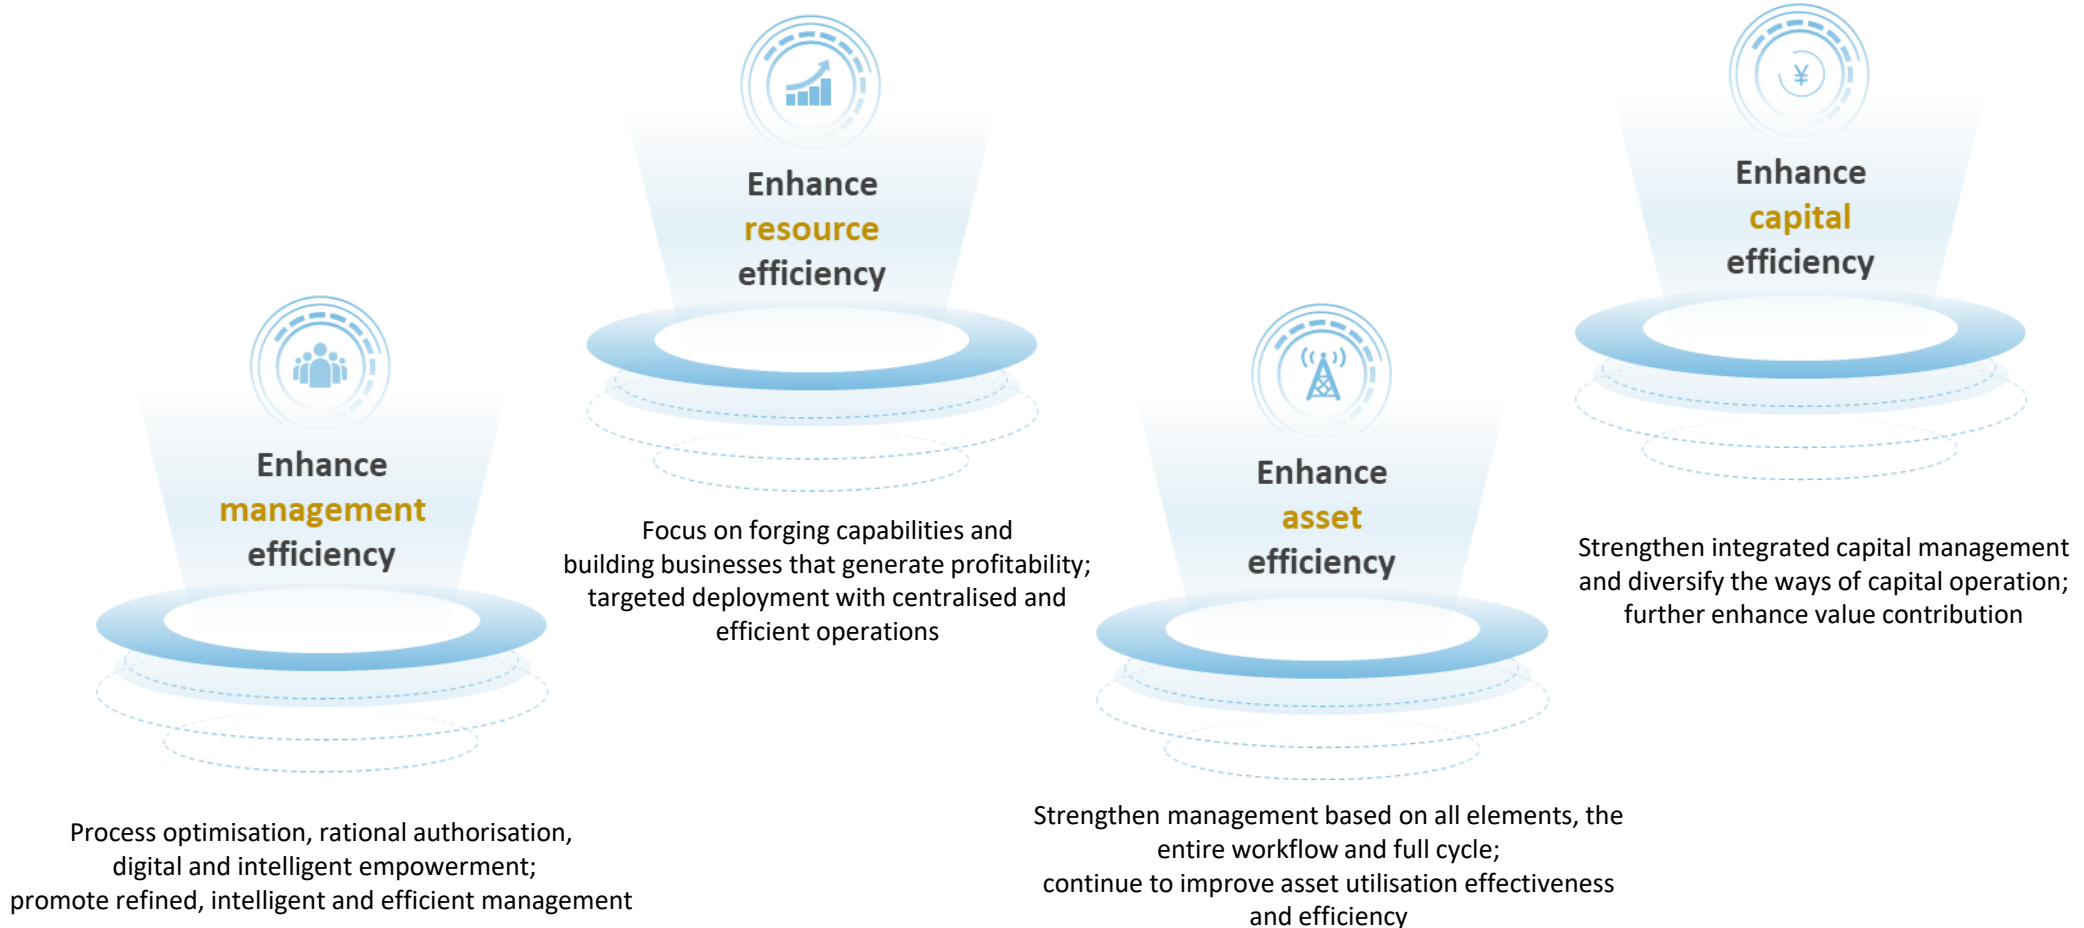 Enhance
management
efficiency
Process optimisation, rational authorisation,
digital and intelligent empowerment;
promote refined, intelligent and efficient management
Enhance
resource
efficiency
Focus on forging capabilities and
building businesses that generate profitability;
targeted deployment with centralised and
efficient operations
Enhance
asset
efficiency
Strengthen management based on all elements, the
entire workflow and full cycle;
continue to improve asset utilisation effectiveness
and efficiency
¥
Enhance
capital
efficiency
Strengthen integrated capital management
and diversify the ways of capital operation;
further enhance value contribution